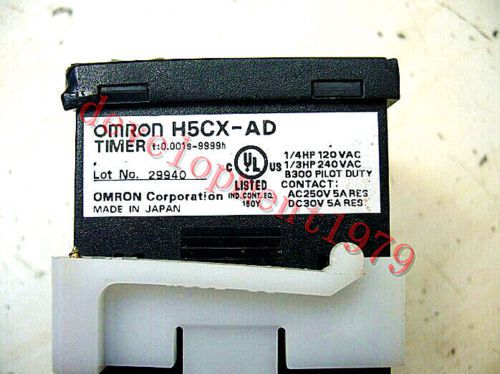 omron H5CX-AD
TIMER t:0.001s-9999h
Lot No. 29940
OMRON Corporation
MADE IN JAPAN
C UL US
LISTED
IND. CONT. EQ.
160Y
1/4HP 120VAC
1/3HP 240VAC
B300 PILOT DUTY
CONTACT:
AC250V 5A RES
DC30V 5A RES
development1979